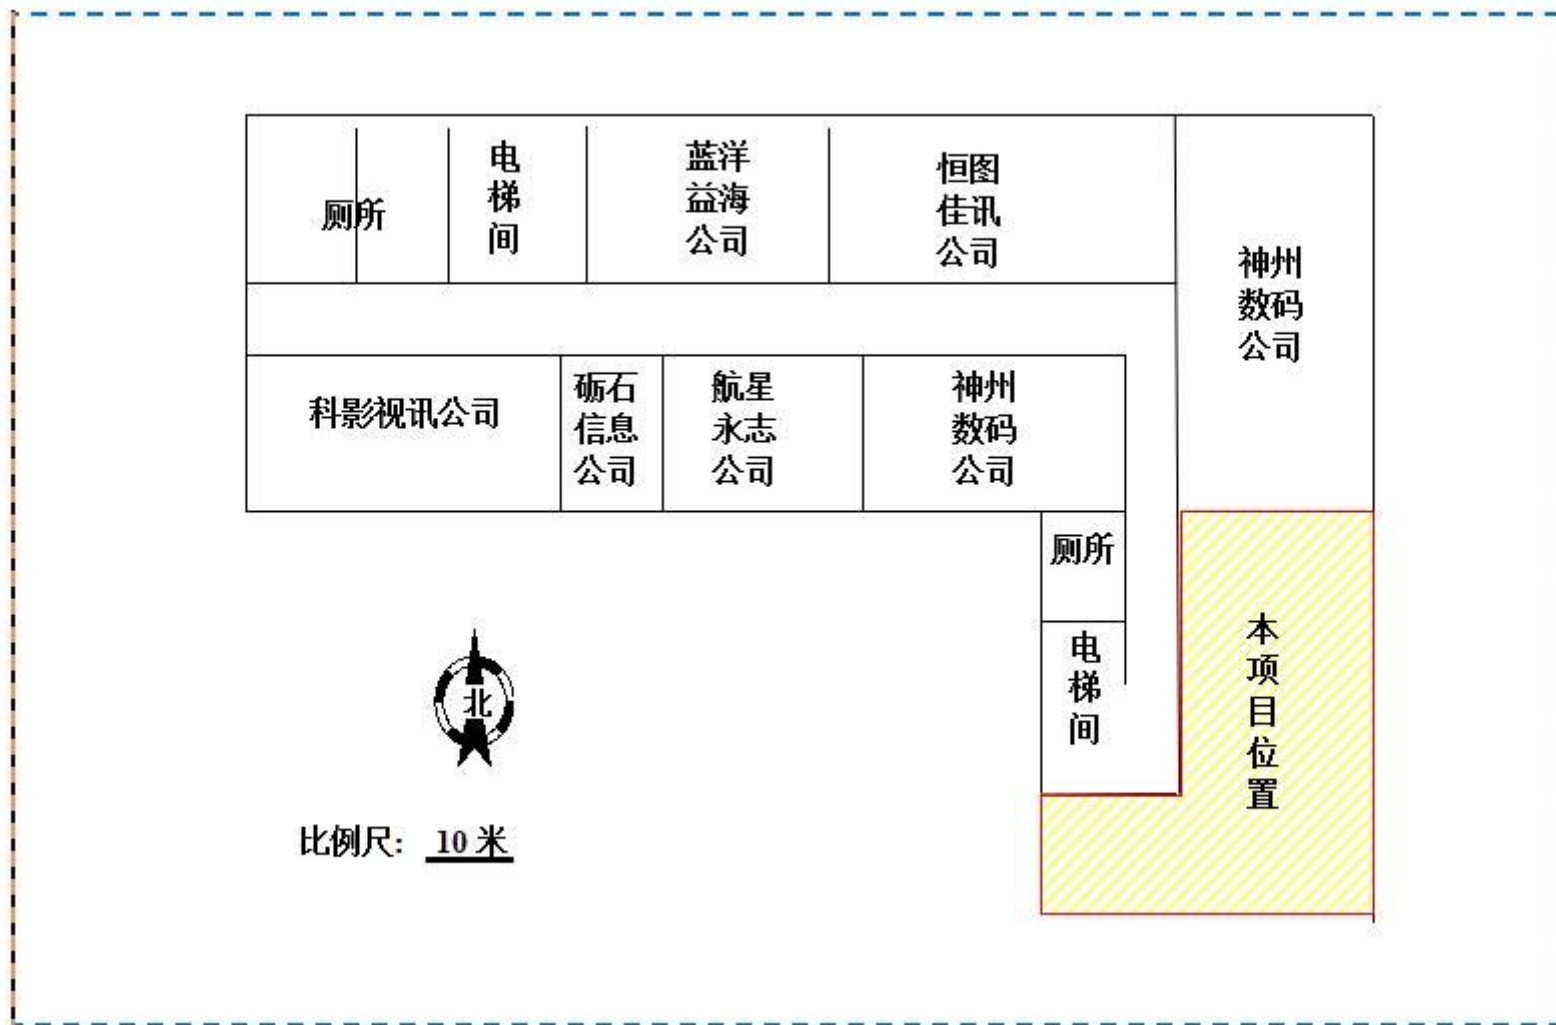 厕所
电
梯
间
蓝洋
益海
公司
恒图
佳讯
公司
神州
数码
公司
科影视讯公司
砺石
信息
公司
航星
永志
公司
神州
数码
公司
厕所
电
梯
间
本
项
目
位
置
北
比例尺: 10 米